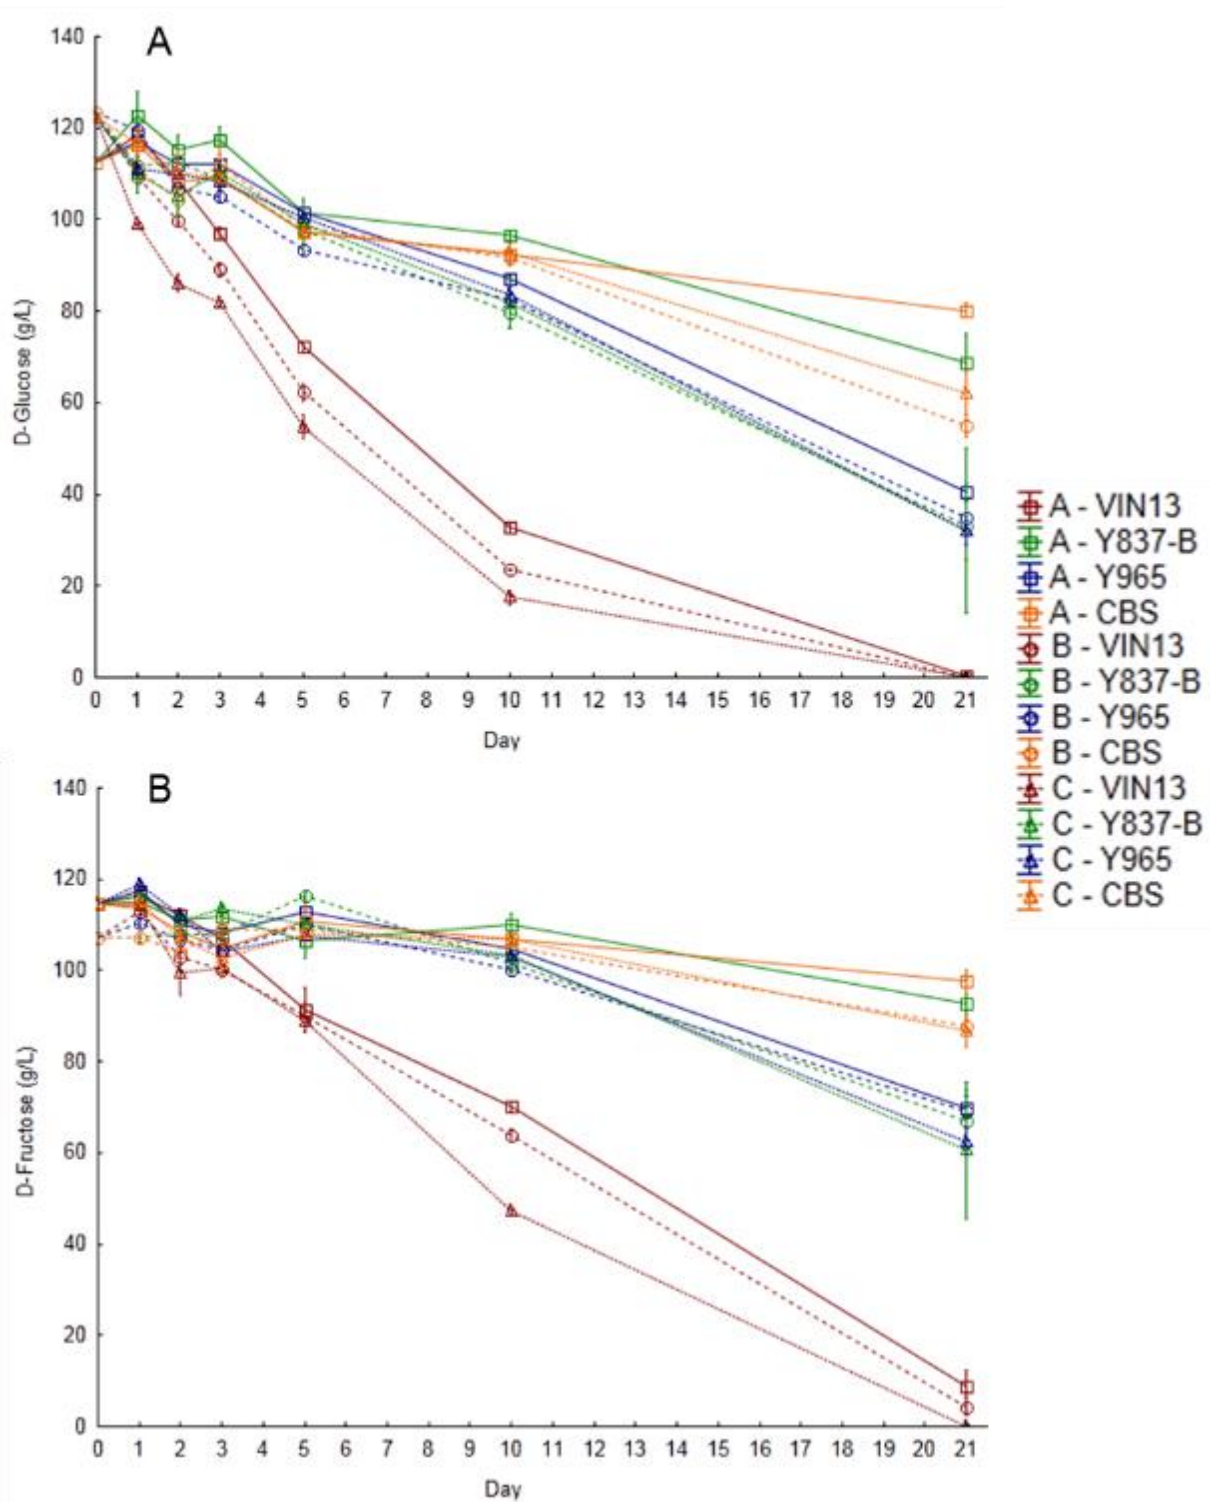 A
140
120
100
80
60
40
20
0
D-Glucose (g/L)
0 1 2 3 4 5 6 7 8 9 10 11 12 13 14 15 16 17 18 19 20 21
Day
A - VIN13
A - Y837-B
A - Y965
A - CBS
B - VIN13
B - Y837-B
B - Y965
B - CBS
C - VIN13
C - Y837-B
C - Y965
C - CBS
B
140
120
100
80
60
40
20
0
D-Fructose (g/L)
0 1 2 3 4 5 6 7 8 9 10 11 12 13 14 15 16 17 18 19 20 21
Day